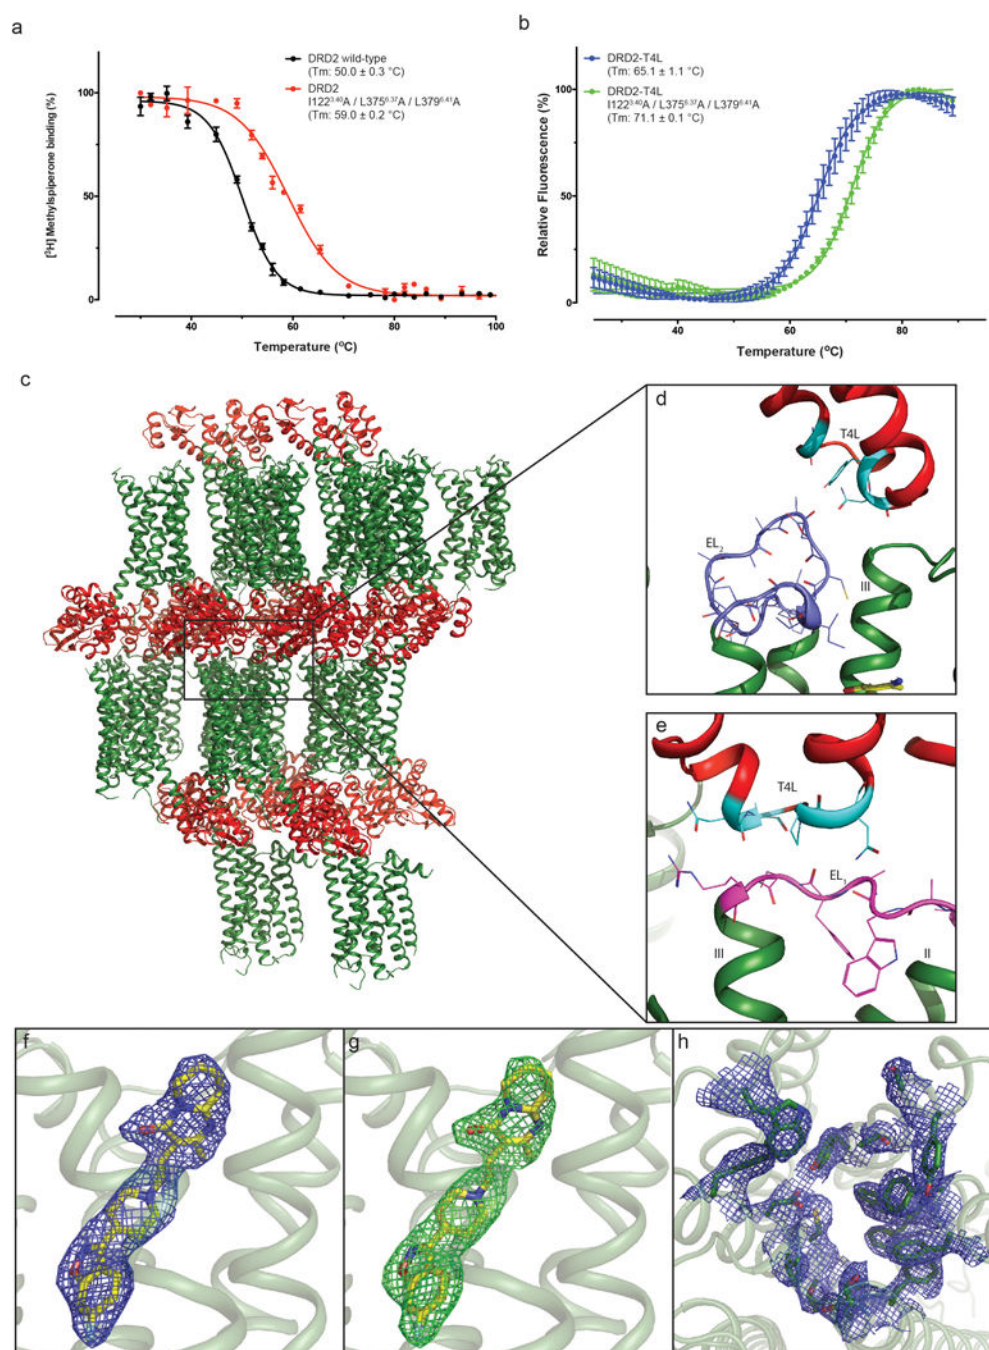 a
DRD2 wild-type
(Tm: 50.0 ± 0.3 °C)
DRD2
I122³·⁴⁰A / L375⁶·³⁷A / L379⁶·⁴¹A
(Tm: 59.0 ± 0.2 °C)
[³H] Methylspiperone binding (%)
100
50
0
40
60
80
100
Temperature (°C)
b
DRD2-T4L
(Tm: 65.1 ± 1.1 °C)
DRD2-T4L
I122³·⁴⁰A / L375⁶·³⁷A / L379⁶·⁴¹A
(Tm: 71.1 ± 0.1 °C)
Relative Fluorescence (%)
100
50
0
40
60
80
Temperature (°C)
c
d
T4L
EL₂
III
e
T4L
EL₁
III
II
f
g
h